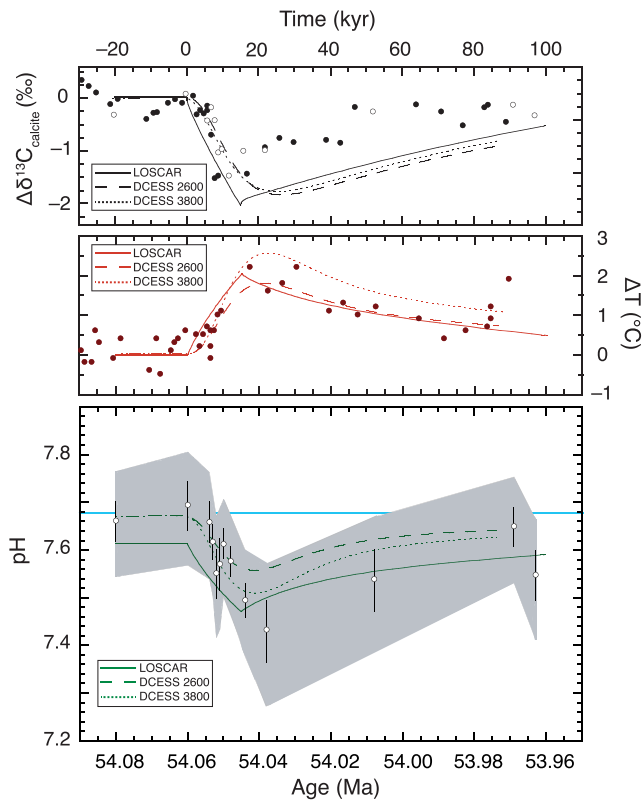 Time (kyr)
−20 0 20 40 60 80 100
0
−1
−2
Δδ¹³Ccalcite (‰)
LOSCAR
DCESS 2600
DCESS 3800
LOSCAR
DCESS 2600
DCESS 3800
3
2
1
0
−1
ΔT (°C)
7.8
7.6
7.4
7.2
pH
LOSCAR
DCESS 2600
DCESS 3800
54.08 54.06 54.04 54.02 54.00 53.98 53.96
Age (Ma)